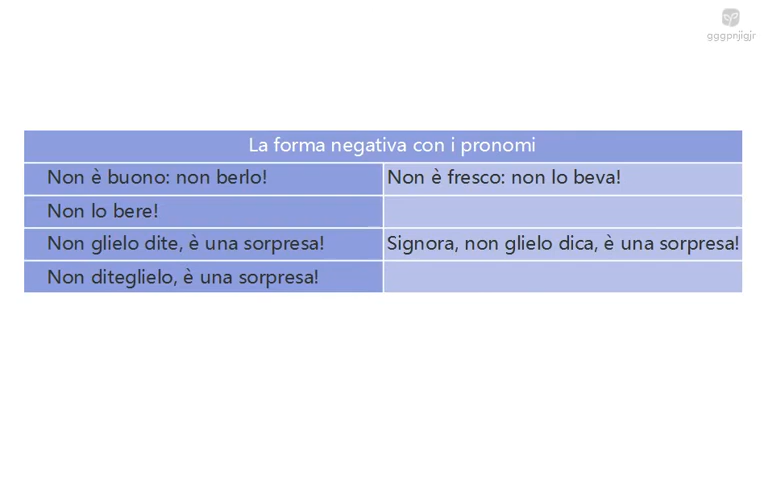 gggpnjigjr
La forma negativa con i pronomi
Non è buono: non berlo!
Non è fresco: non lo beva!
Non lo bere!
Non glielo dite, è una sorpresa!
Signora, non glielo dica, è una sorpresa!
Non diteglielo, è una sorpresa!